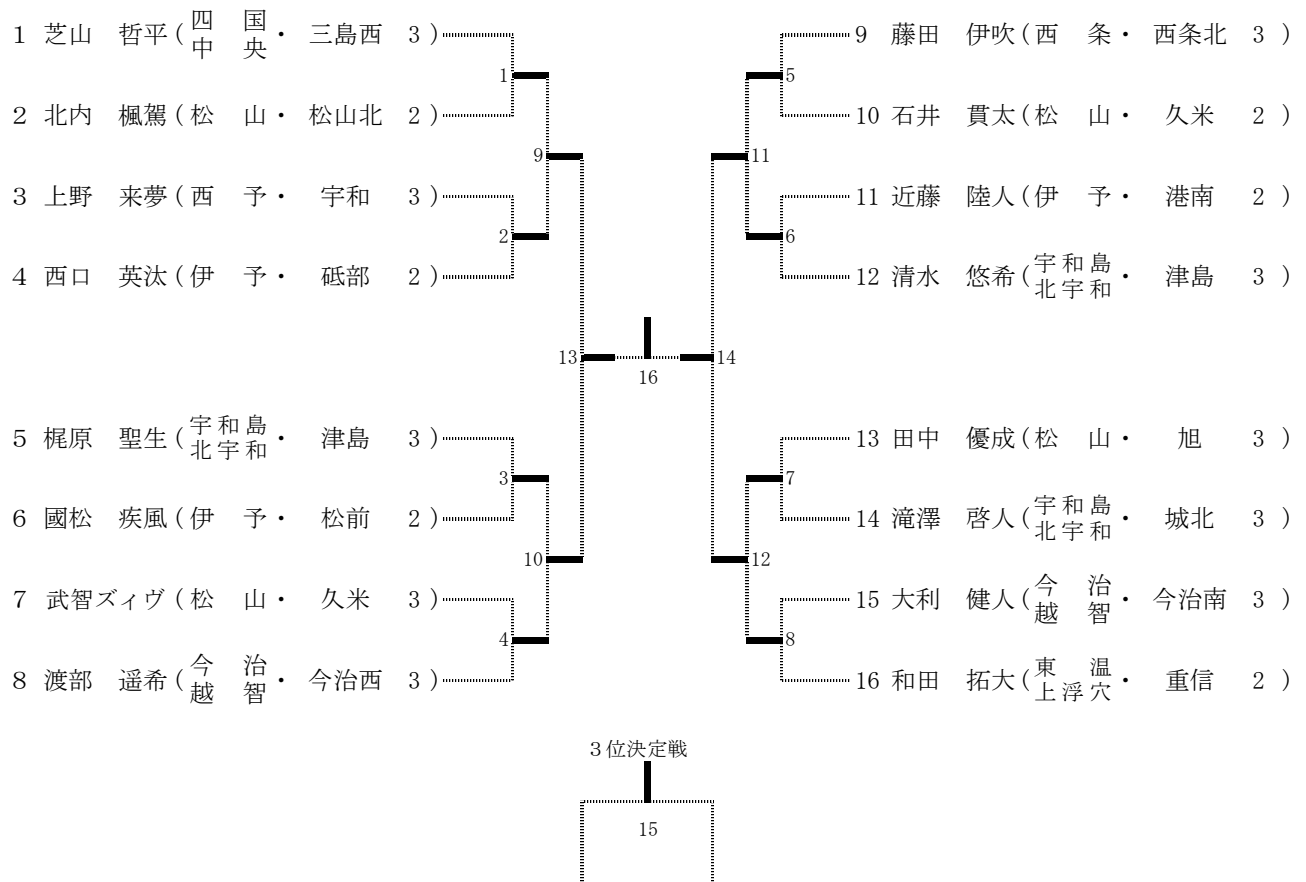 1 芝山 哲平 (四国中央・ 三島西 3 )
1
2 北内 楓駕 (松 山・ 松山北 2 )
9
3 上野 来夢 (西 予・ 宇和 3 )
2
4 西口 英汰 (伊 予・ 砥部 2 )
13
5 梶原 聖生 (宇和島北宇和・ 津島 3 )
3
6 國松 疾風 (伊 予・ 松前 2 )
10
7 武智ズィヴ (松 山・ 久米 3 )
4
8 渡部 遥希 (今治越智・ 今治西 3 )
16
9 藤田 伊吹 (西 条・ 西条北 3 )
5
10 石井 貫太 (松 山・ 久米 2 )
11
11 近藤 陸人 (伊 予・ 港南 2 )
6
12 清水 悠希 (宇和島北宇和・ 津島 3 )
14
13 田中 優成 (松 山・ 旭 3 )
7
14 滝澤 啓人 (宇和島北宇和・ 城北 3 )
12
15 大利 健人 (今治越智・ 今治南 3 )
8
16 和田 拓大 (東温上浮穴・ 重信 2 )
3位決定戦
15